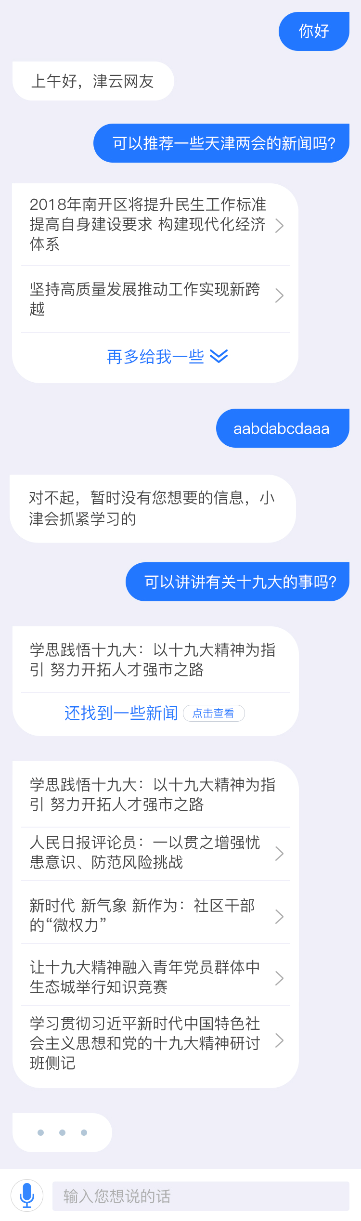 你好
上午好，津云网友
可以推荐一些天津两会的新闻吗?
2018年南开区将提升民生工作标准
提高自身建设要求 构建现代化经济
体系
坚持高质量发展推动工作实现新跨
越
再多给我一些
aabdabcdaaa
对不起，暂时没有您想要的信息，小
津会抓紧学习的
可以讲讲有关十九大的事吗?
学思践悟十九大：以十九大精神为指
引 努力开拓人才强市之路
还找到一些新闻 点击查看
学思践悟十九大：以十九大精神为指
引 努力开拓人才强市之路
人民日报评论员：一以贯之增强忧
患意识、防范风险挑战
新时代 新气象 新作为：社区干部
的“微权力”
让十九大精神融入青年党员群体中
生态城举行知识竞赛
学习贯彻习近平新时代中国特色社
会主义思想和党的十九大精神研讨
班侧记
输入您想说的话